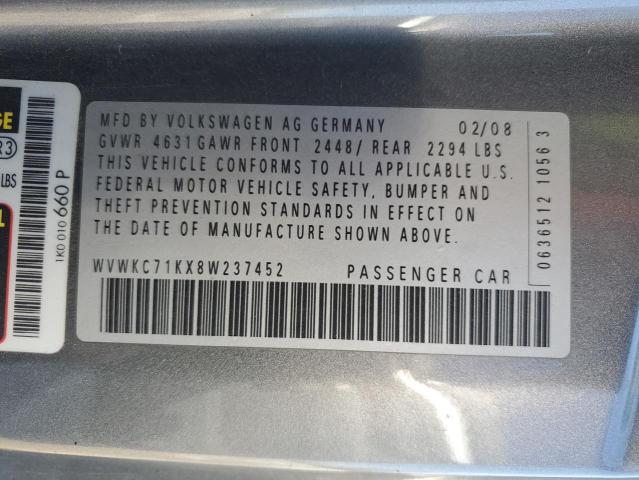 MFD BY VOLKSWAGEN AG GERMANY 02/08
GVWR 4631 GAWR FRONT 2448/ REAR 2294 LBS
THIS VEHICLE CONFORMS TO ALL APPLICABLE U.S.
FEDERAL MOTOR VEHICLE SAFETY, BUMPER AND
THEFT PREVENTION STANDARDS IN EFFECT ON
THE DATE OF MANUFACTURE SHOWN ABOVE.
WVWKC71KX8W237452 PASSENGER CAR
0636512 1056 3
1K0 010 660 P
GE
R3)
LBS
L